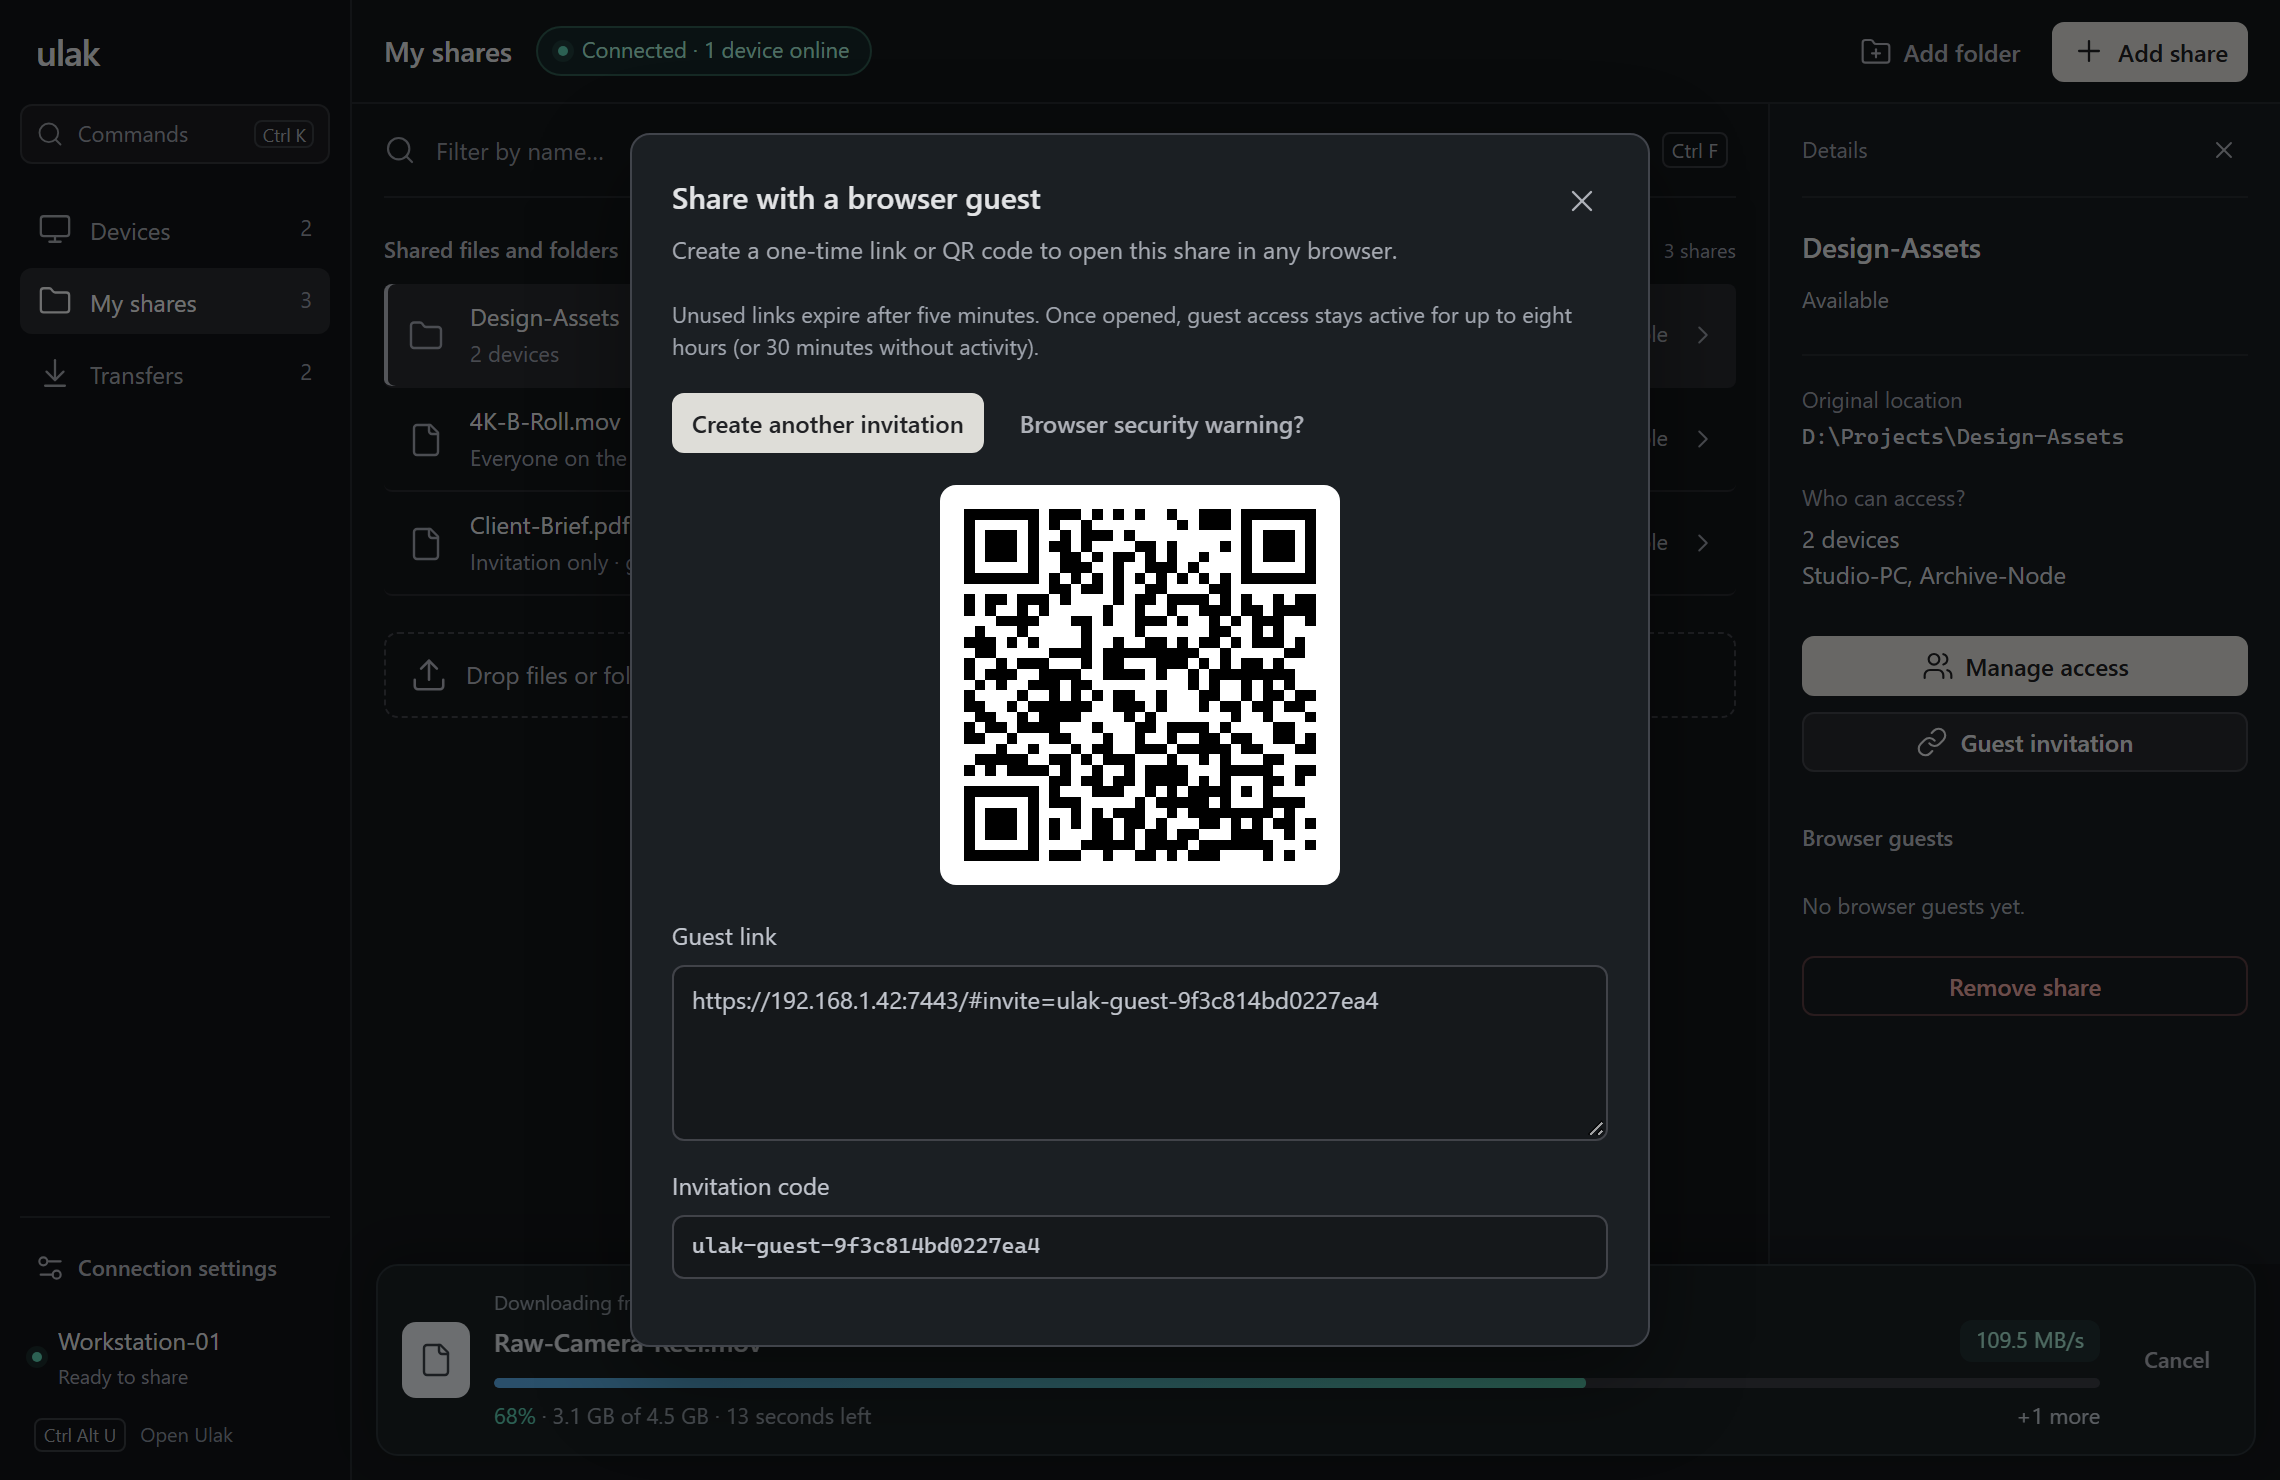 ulak
Commands
Ctrl K
Devices
2
My shares
3
Transfers
2
Connection settings
Workstation-01
Ready to share
Ctrl Alt U
Open Ulak
My shares
Connected · 1 device online
Add folder
Add share
Filter by name...
Ctrl F
Shared files and folders
3 shares
Design-Assets
2 devices
4K-B-Roll.mov
Everyone on the
Client-Brief.pdf
Invitation only ·
Drop files or
Share with a browser guest
Create a one-time link or QR code to open this share in any browser.
Unused links expire after five minutes. Once opened, guest access stays active for up to eight
hours (or 30 minutes without activity).
Create another invitation
Browser security warning?
Guest link
https://192.168.1.42:7443/#invite=ulak-guest-9f3c814bd0227ea4
Invitation code
ulak-guest-9f3c814bd0227ea4
Details
Design-Assets
Available
Original location
D:\Projects\Design-Assets
Who can access?
2 devices
Studio-PC, Archive-Node
Manage access
Guest invitation
Browser guests
No browser guests yet.
Remove share
Downloading
Raw-Camera-Reel.mov
109.5 MB/s
Cancel
68% · 3.1 GB of 4.5 GB · 13 seconds left
+1 more